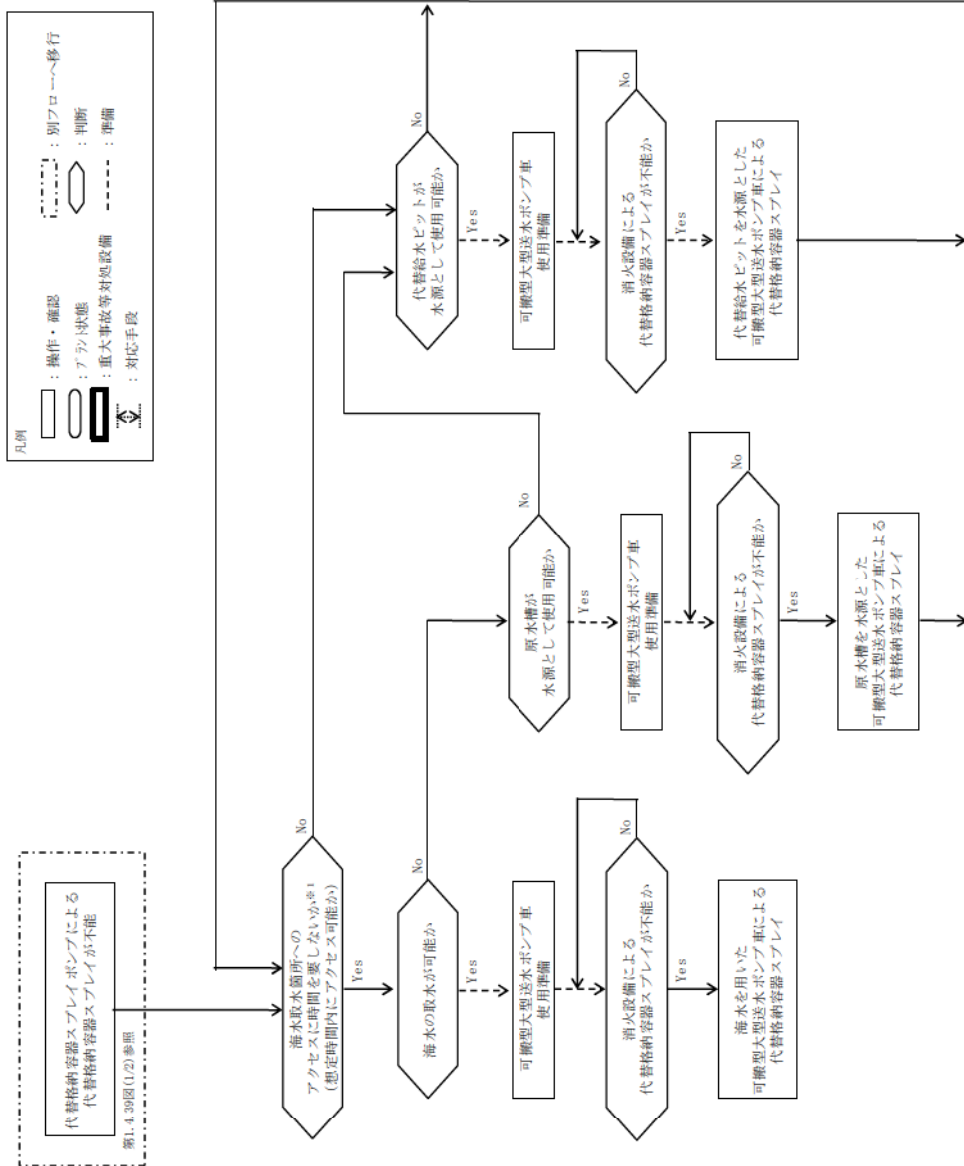 凡例
: 操作・確認
: プラント状態
: 重大事故等対処設備
: 対応手段
: 別フローへ移行
: 判断
: 準備
代替格納容器スプレイポンプによる
代替格納容器スプレイが不能
第1.4.39図(1/2)参照
海水取水箇所への
アクセスに時間を要しないか※1
(想定時間内にアクセス可能か)
No
Yes
海水の取水が可能か
No
Yes
可搬型大型送水ポンプ車
使用準備
消火設備による
代替格納容器スプレイが不能か
No
Yes
海水を用いた
可搬型大型送水ポンプ車による
代替格納容器スプレイ
原水槽が
水源として使用可能か
No
Yes
可搬型大型送水ポンプ車
使用準備
消火設備による
代替格納容器スプレイが不能か
No
Yes
原水槽を水源とした
可搬型大型送水ポンプ車による
代替格納容器スプレイ
代替給水ピットが
水源として使用可能か
No
Yes
可搬型大型送水ポンプ車
使用準備
消火設備による
代替格納容器スプレイが不能か
No
Yes
代替給水ピットを水源とした
可搬型大型送水ポンプ車による
代替格納容器スプレイ